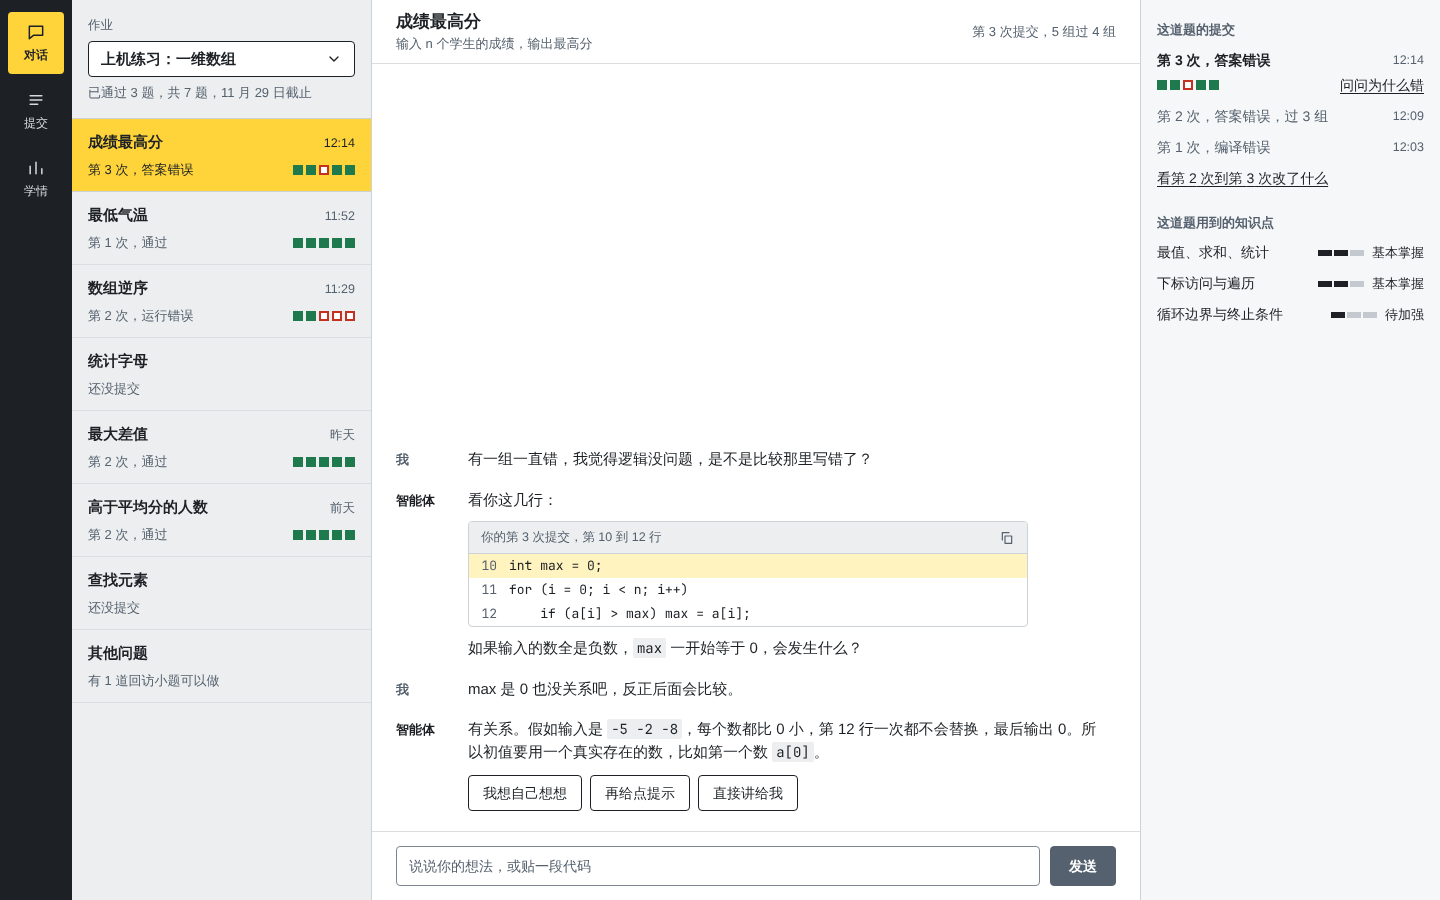 对话
提交
学情
作业
上机练习：一维数组
已通过 3 题，共 7 题，11 月 29 日截止
成绩最高分 12:14
第 3 次，答案错误
最低气温 11:52
第 1 次，通过
数组逆序 11:29
第 2 次，运行错误
统计字母
还没提交
最大差值 昨天
第 2 次，通过
高于平均分的人数 前天
第 2 次，通过
查找元素
还没提交
其他问题
有 1 道回访小题可以做
成绩最高分
输入 n 个学生的成绩，输出最高分
第 3 次提交，5 组过 4 组
我 有一组一直错，我觉得逻辑没问题，是不是比较那里写错了？
智能体 看你这几行：
你的第 3 次提交，第 10 到 12 行
10 int max = 0;
11 for (i = 0; i < n; i++)
12     if (a[i] > max) max = a[i];
如果输入的数全是负数，max 一开始等于 0，会发生什么？
我 max 是 0 也没关系吧，反正后面会比较。
智能体 有关系。假如输入是 -5 -2 -8，每个数都比 0 小，第 12 行一次都不会替换，最后输出 0。所
以初值要用一个真实存在的数，比如第一个数 a[0]。
我想自己想想 再给点提示 直接讲给我
说说你的想法，或贴一段代码 发送
这道题的提交
第 3 次，答案错误 12:14
问问为什么错
第 2 次，答案错误，过 3 组 12:09
第 1 次，编译错误 12:03
看第 2 次到第 3 次改了什么
这道题用到的知识点
最值、求和、统计 基本掌握
下标访问与遍历 基本掌握
循环边界与终止条件 待加强